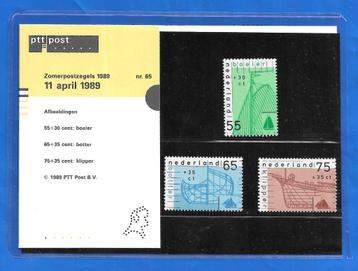 ptt post
Zomerpostzegels 1989 nr. 65
11 april 1989
Afbeeldingen
55+30 cent: boeier
65+35 cent: botter
75+35 cent: klipper
© 1989 PTT Post B.V.
boeier
nederland
+30
ct
55
nederland
65
botter
+35
ct
nederland
75
klipper
+35 ct